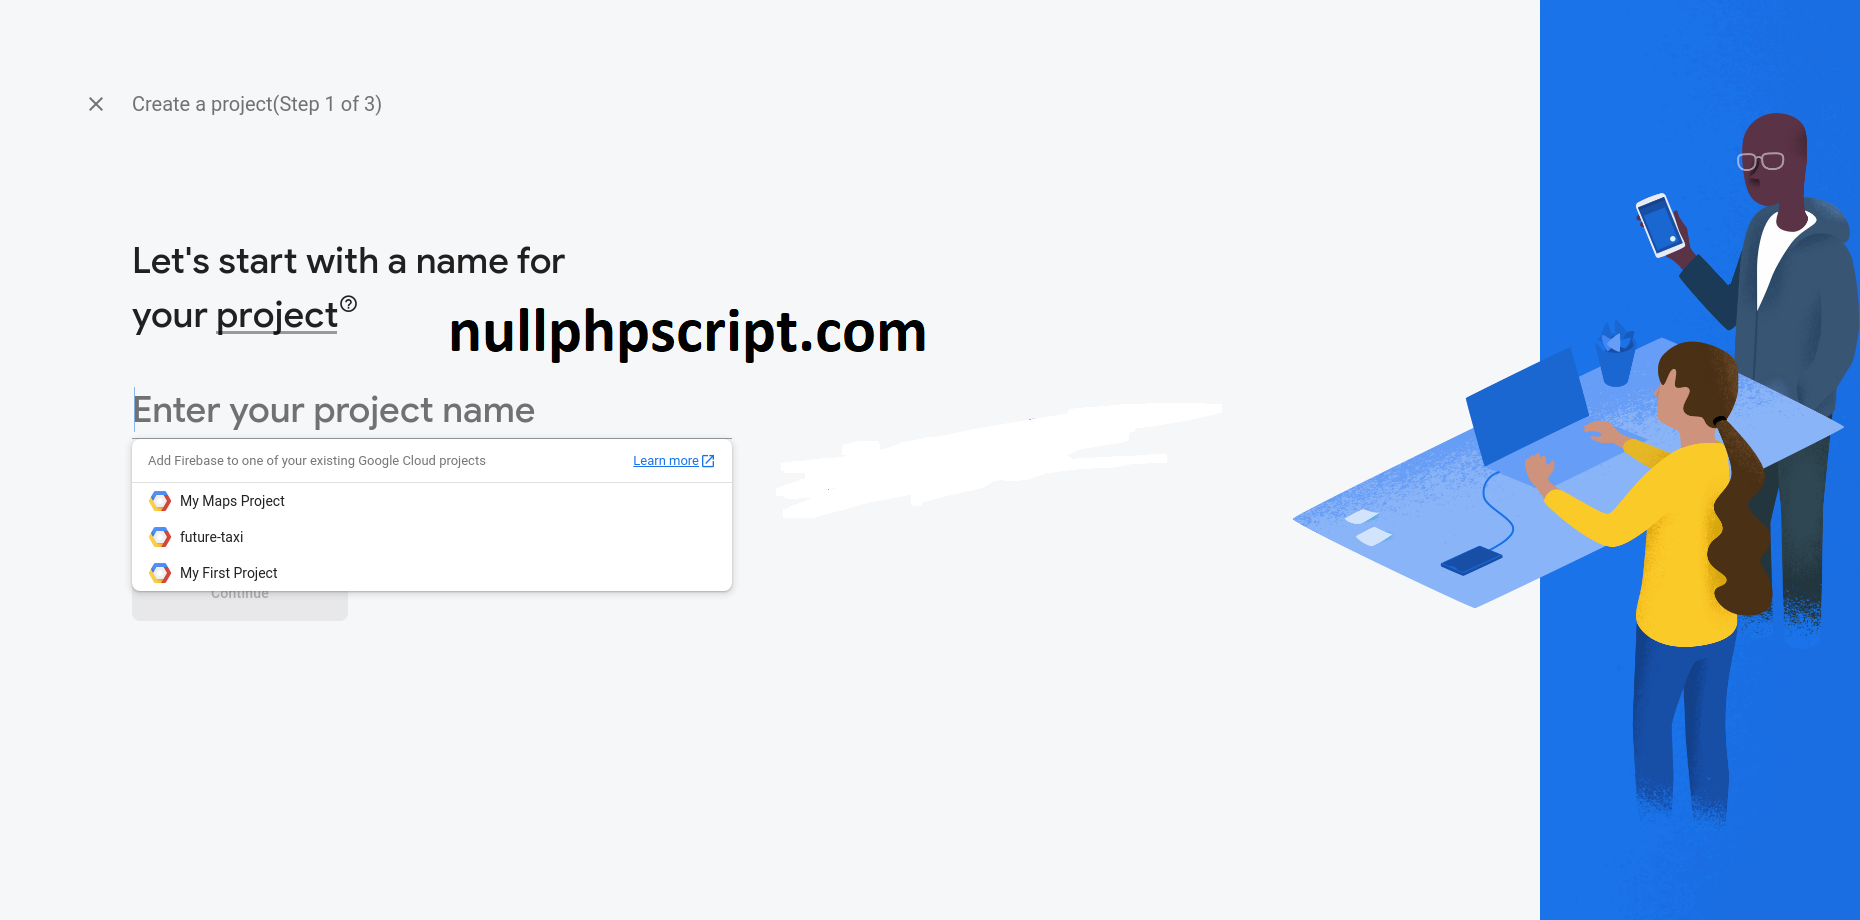 Create a project(Step 1 of 3)
Let's start with a name for
your project
nullphpscript.com
Enter your project name
Add Firebase to one of your existing Google Cloud projects Learn more
My Maps Project
future-taxi
My First Project
Continue